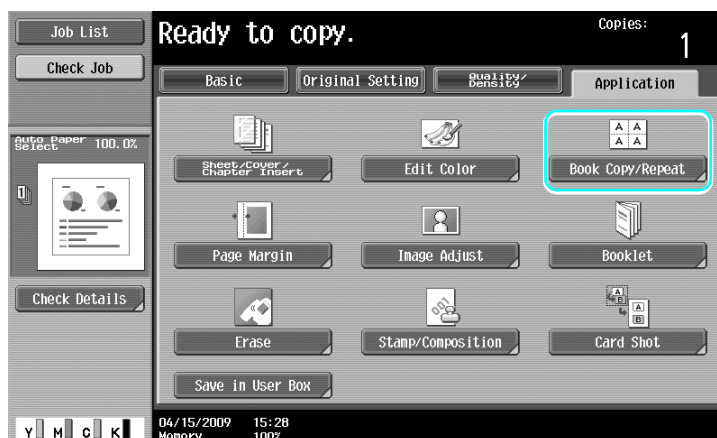 Job List
Check Job
Ready to copy.
Copies:
1
Basic
Original Setting
Quality/
Density
Application
Auto Paper
Select
100.0%
1
Check Details
Sheet/Cover/
Chapter Insert
Edit Color
A A
A A
Book Copy/Repeat
Page Margin
Image Adjust
Booklet
Erase
001
Stamp/Composition
A
B
A
B
Card Shot
Save in User Box
Y M C K
04/15/2009 15:28
Memory 100%